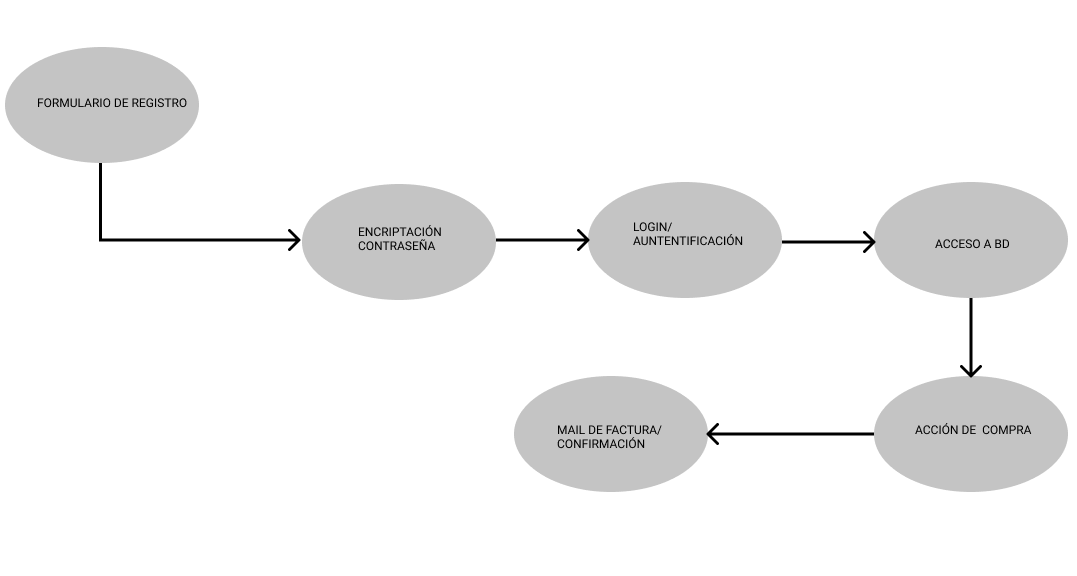 FORMULARIO DE REGISTRO
ENCRIPTACIÓN
CONTRASEÑA
LOGIN/
AUNTENTIFICACIÓN
ACCESO A BD
ACCIÓN DE  COMPRA
MAIL DE FACTURA/
CONFIRMACIÓN